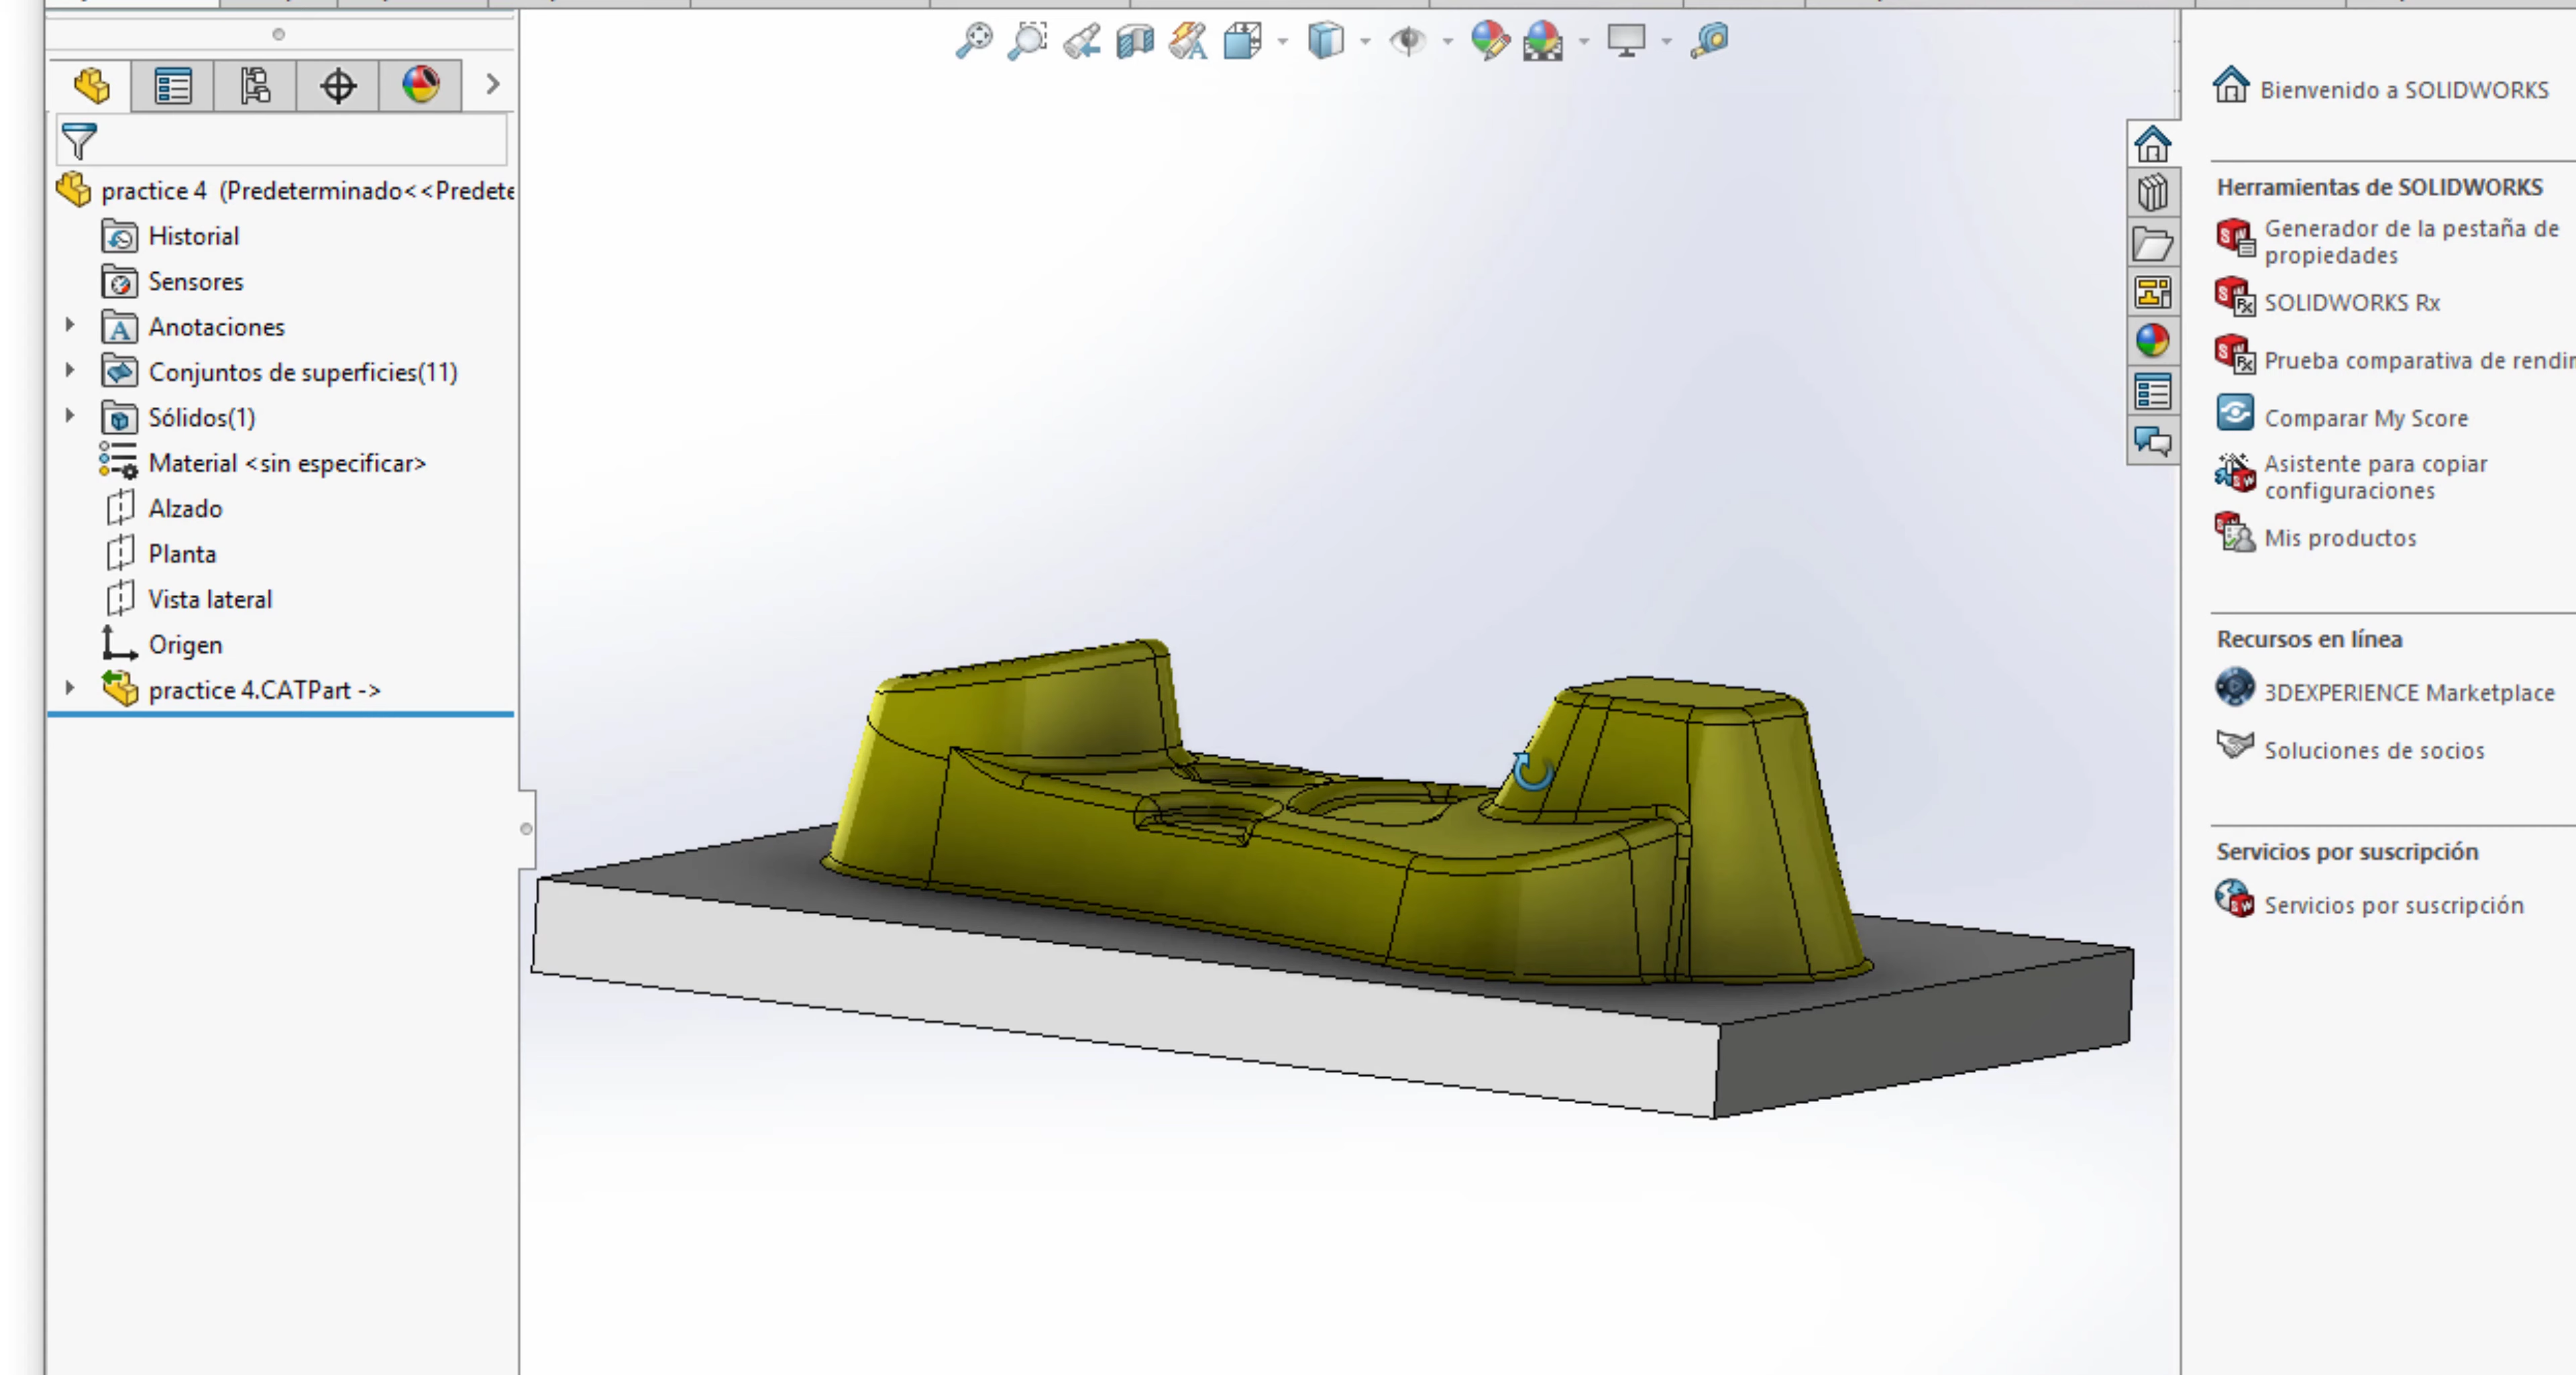 practice 4 (Predeterminado<<Predete
Historial
Sensores
Anotaciones
Conjuntos de superficies(11)
Sólidos(1)
Material <sin especificar>
Alzado
Planta
Vista lateral
Origen
practice 4.CATPart ->
Bienvenido a SOLIDWORKS
Herramientas de SOLIDWORKS
Generador de la pestaña de
propiedades
SOLIDWORKS Rx
Prueba comparativa de rendir
Comparar My Score
Asistente para copiar
configuraciones
Mis productos
Recursos en línea
3DEXPERIENCE Marketplace
Soluciones de socios
Servicios por suscripción
Servicios por suscripción